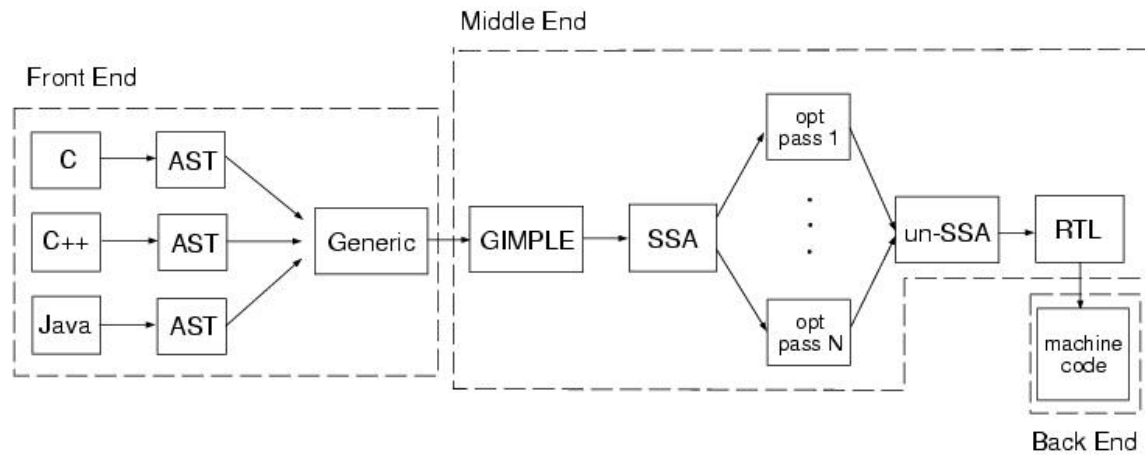 Middle End
Front End
C
AST
C++
AST
Java
AST
Generic
GIMPLE
SSA
opt
pass 1
opt
pass N
un-SSA
RTL
machine
code
Back End